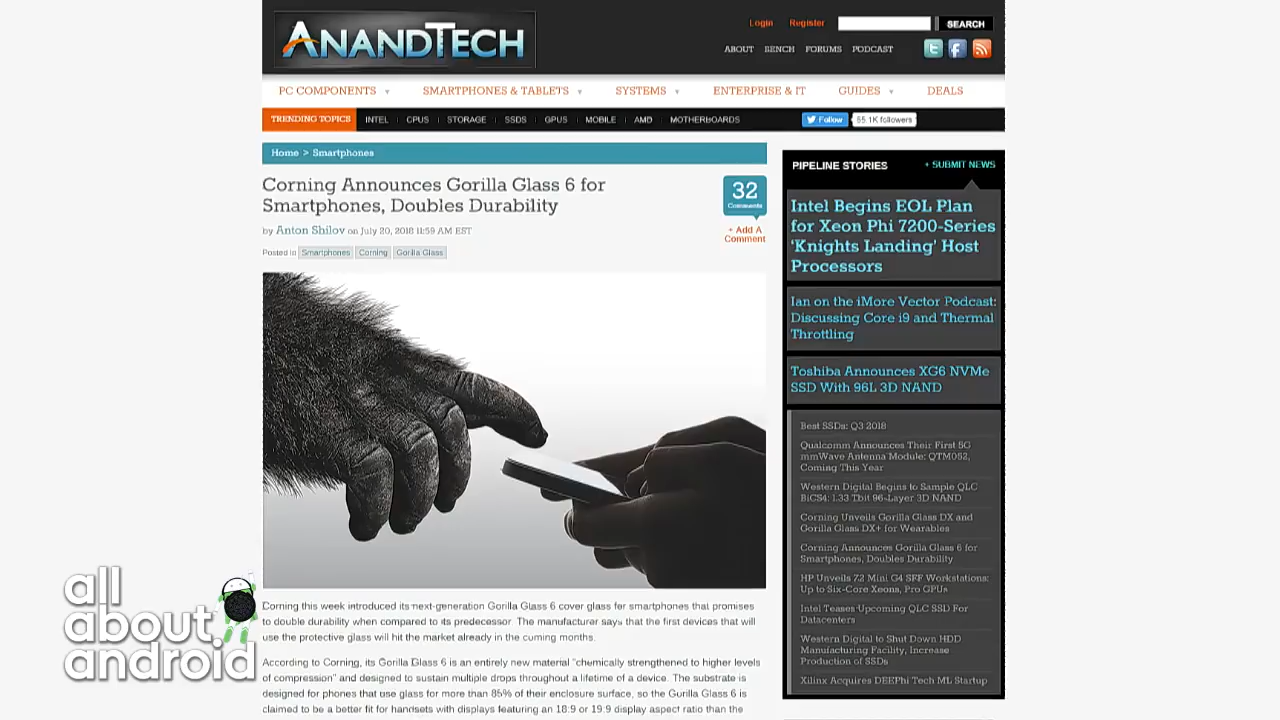 ANANDTECH
Login Register SEARCH
ABOUT BENCH FORUMS PODCAST
PC COMPONENTS SMARTPHONES & TABLETS SYSTEMS ENTERPRISE & IT GUIDES DEALS
TRENDING TOPICS INTEL CPUS STORAGE SSDS GPUS MOBILE AMD MOTHERBOARDS Follow 55.1K followers
Home > Smartphones
Corning Announces Gorilla Glass 6 for
Smartphones, Doubles Durability
by Anton Shilov on July 20, 2018 11:59 AM EST
Posted in Smartphones Corning Gorilla Glass
32
Comments
+ Add A
Comment
Corning this week introduced its next-generation Gorilla Glass 6 cover glass for smartphones that promises
to double durability when compared to its predecessor. The manufacturer says that the first devices that will
use the protective glass will hit the market already in the coming months.
According to Corning, its Gorilla Glass 6 is an entirely new material "chemically strengthened to higher levels
of compression" and designed to sustain multiple drops throughout a lifetime of a device. The substrate is
designed for phones that use glass for more than 85% of their enclosure surface, so the Gorilla Glass 6 is
claimed to be a better fit for handsets with displays featuring an 18:9 or 19.9 display aspect ratio than the
PIPELINE STORIES + SUBMIT NEWS
Intel Begins EOL Plan
for Xeon Phi 7200-Series
'Knights Landing' Host
Processors
Ian on the iMore Vector Podcast:
Discussing Core i9 and Thermal
Throttling
Toshiba Announces XG6 NVMe
SSD With 96L 3D NAND
Best SSDs: Q3 2018
Qualcomm Announces Their First 5G
mmWave Antenna Module: QTM052,
Coming This Year
Western Digital Begins to Sample QLC
BiCS4: 1.33 Tbit 96-Layer 3D NAND
Corning Unveils Gorilla Glass DX and
Gorilla Glass DX+ for Wearables
Corning Announces Gorilla Glass 6 for
Smartphones, Doubles Durability
HP Unveils 7.2 Mini G4 SFF Workstations:
Up to Six-Core Xeons, Pro GPUs
Intel Teases Upcoming QLC SSD For
Datacenters
Western Digital to Shut Down HDD
Manufacturing Facility, Increase
Production of SSDs
Xilinx Acquires DEEPhi Tech ML Startup
all
about
android